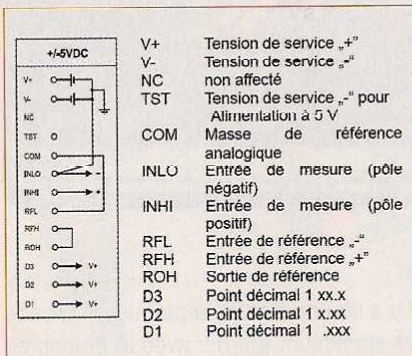 +/-5VDC
V+
V-
NC
TST
COM
INLO -
INHI +
RFL
RFH
ROH
D3 V+
D2 V+
D1 V+
V+ Tension de service „+"
V- Tension de service „-"
NC non affecté
TST Tension de service „-" pour
Alimentation à 5 V
COM Masse de référence
analogique
INLO Entrée de mesure (pôle
négatif)
INHI Entrée de mesure (pôle
positif)
RFL Entrée de référence „-"
RFH Entrée de référence „+"
ROH Sortie de référence
D3 Point décimal 1 xx.x
D2 Point décimal 1 x.xx
D1 Point décimal 1 .xxx